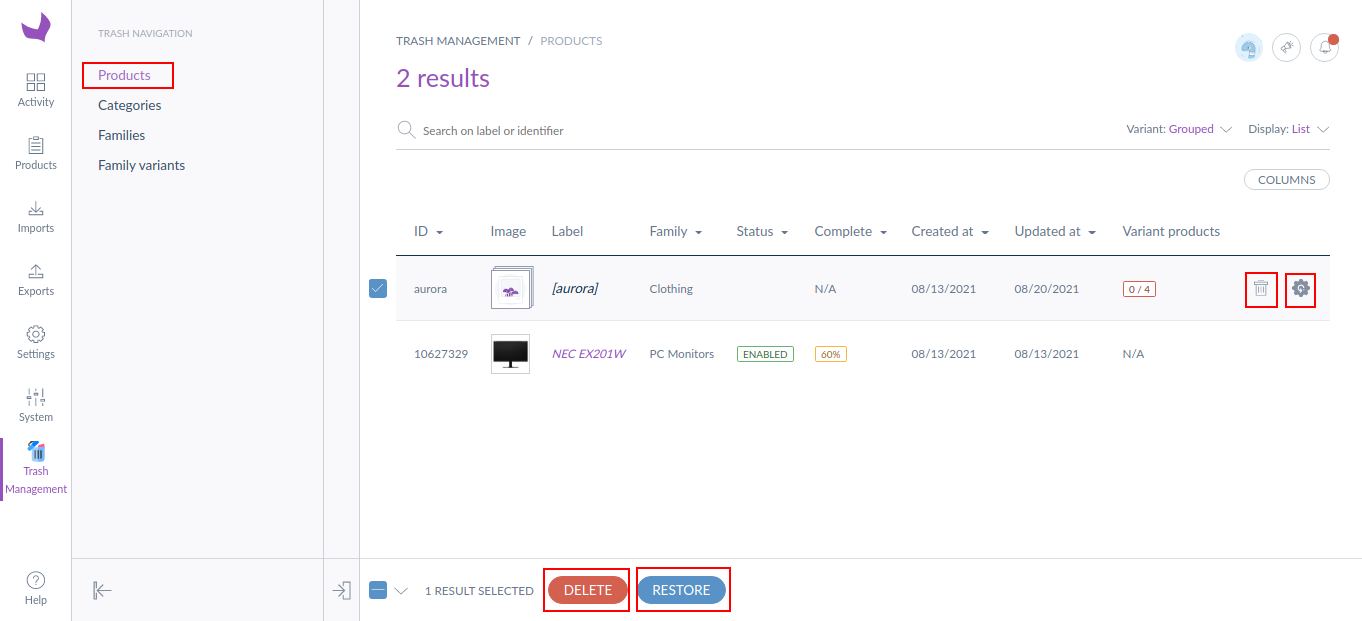 TRASH NAVIGATION
Products
Categories
Families
Family variants
Activity
Products
Imports
Exports
Settings
System
Trash
Management
Help
TRASH MANAGEMENT / PRODUCTS
2 results
Search on label or identifier
Variant: Grouped
Display: List
COLUMNS
ID Image Label Family Status Complete Created at Updated at Variant products
aurora [aurora] Clothing N/A 08/13/2021 08/20/2021 0 / 4
10627329 NEC EX201W PC Monitors ENABLED 60% 08/13/2021 08/13/2021 N/A
1 RESULT SELECTED DELETE RESTORE